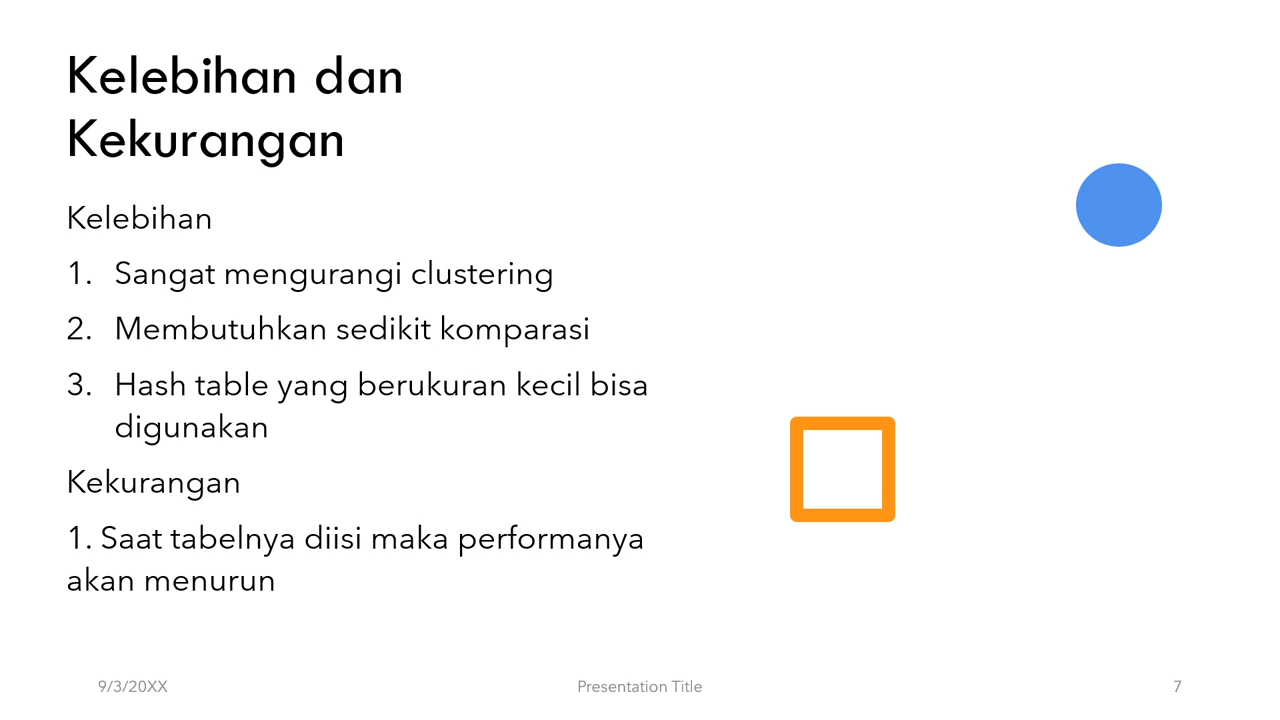 Kelebihan dan
Kekurangan
Kelebihan
1. Sangat mengurangi clustering
2. Membutuhkan sedikit komparasi
3. Hash table yang berukuran kecil bisa
digunakan
Kekurangan
1. Saat tabelnya diisi maka performanya
akan menurun
9/3/20XX
Presentation Title
7